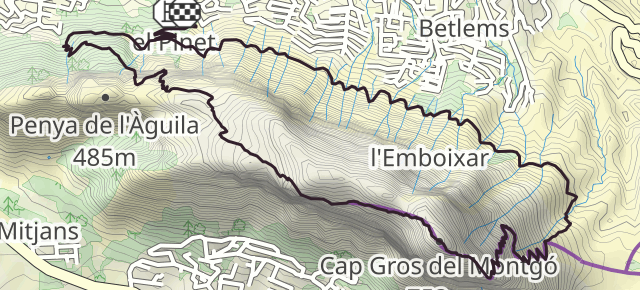 Betlems
el Pinet
Penya de l'Àguila
485m
l'Emboixar
Mitjans
Cap Gros del Montgó